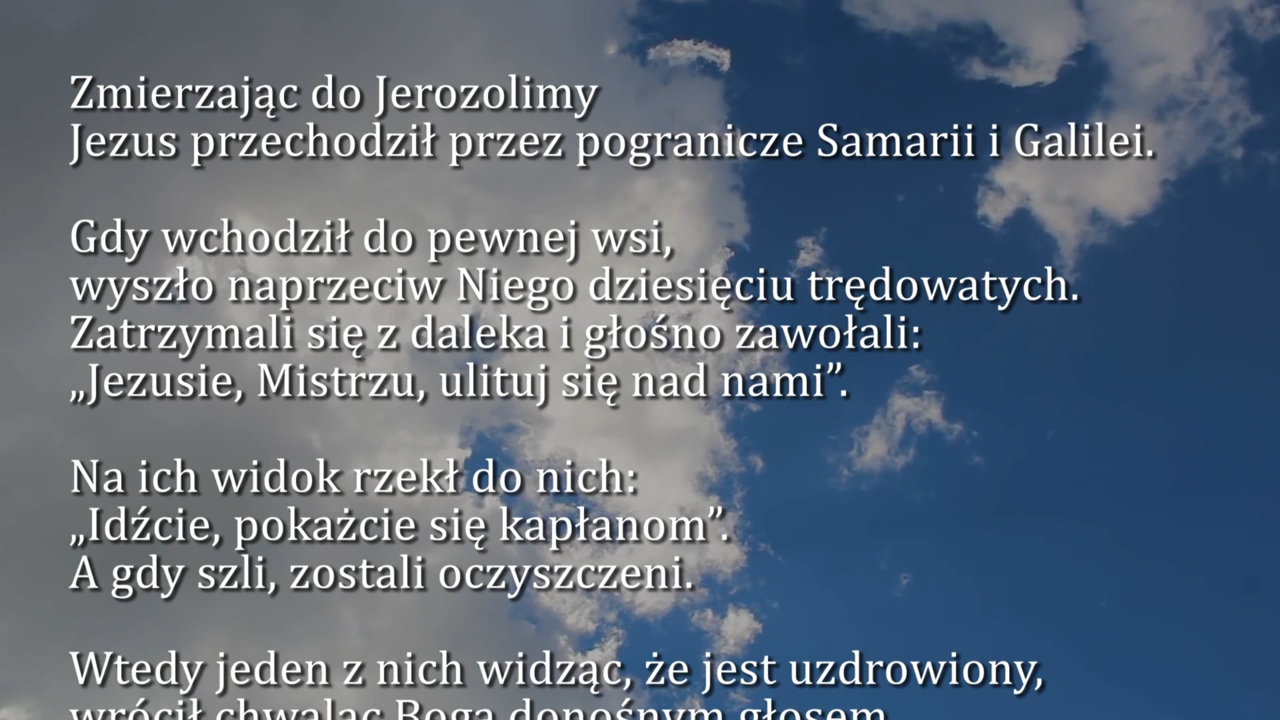 Zmierzając do Jerozolimy
Jezus przechodził przez pogranicze Samarii i Galilei.
Gdy wchodził do pewnej wsi,
wyszło naprzeciw Niego dziesięciu trędowatych.
Zatrzymali się z daleka i głośno zawołali:
„Jezusie, Mistrzu, ulituj się nad nami”.
Na ich widok rzekł do nich:
„Idźcie, pokażcie się kapłanom”.
A gdy szli, zostali oczyszczeni.
Wtedy jeden z nich widząc, że jest uzdrowiony,
wrócił chwaląc Boga donośnym głosem